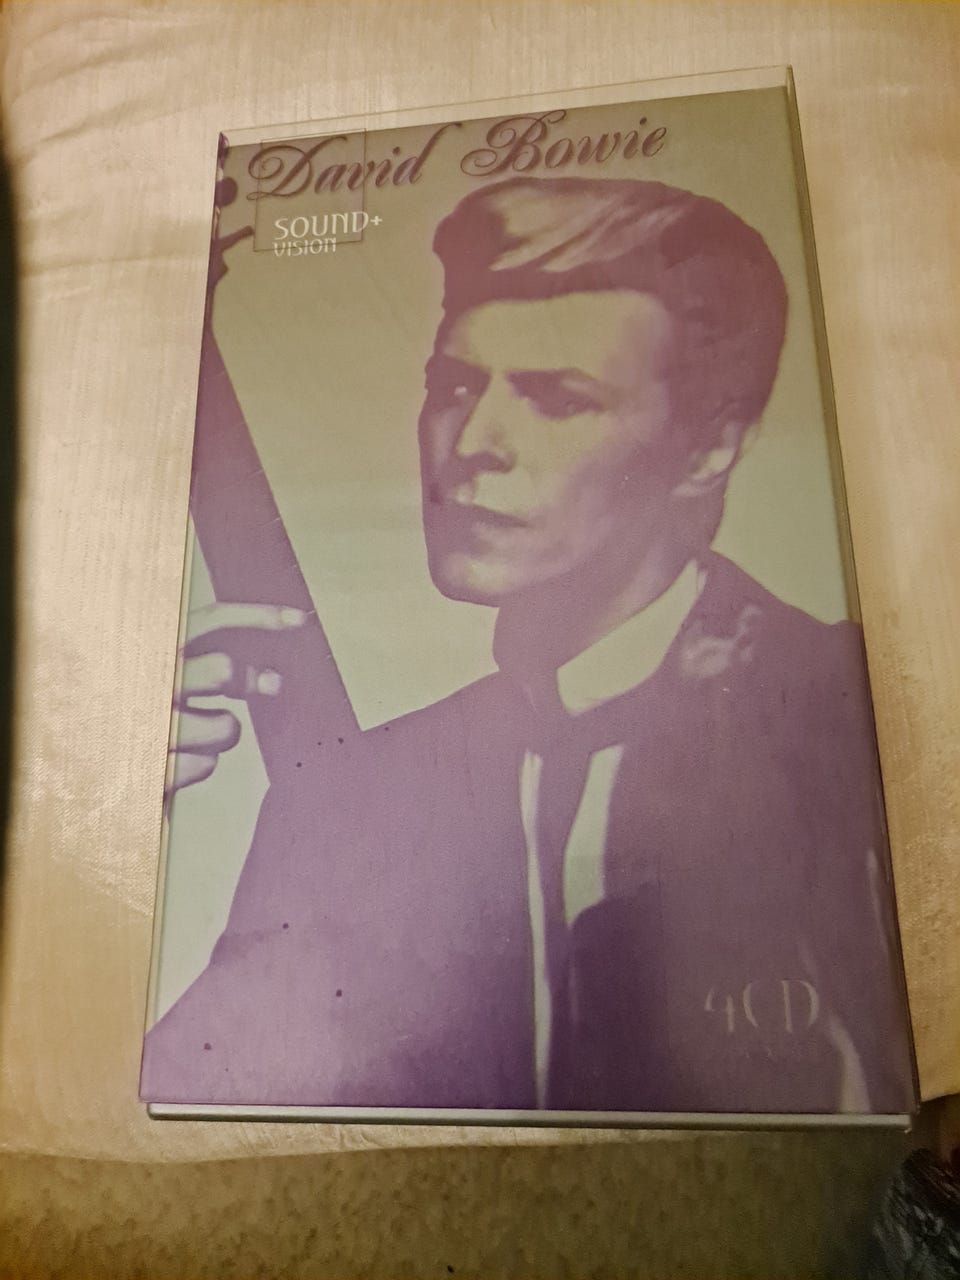 David Bowie
SOUND+
VISION
4CD